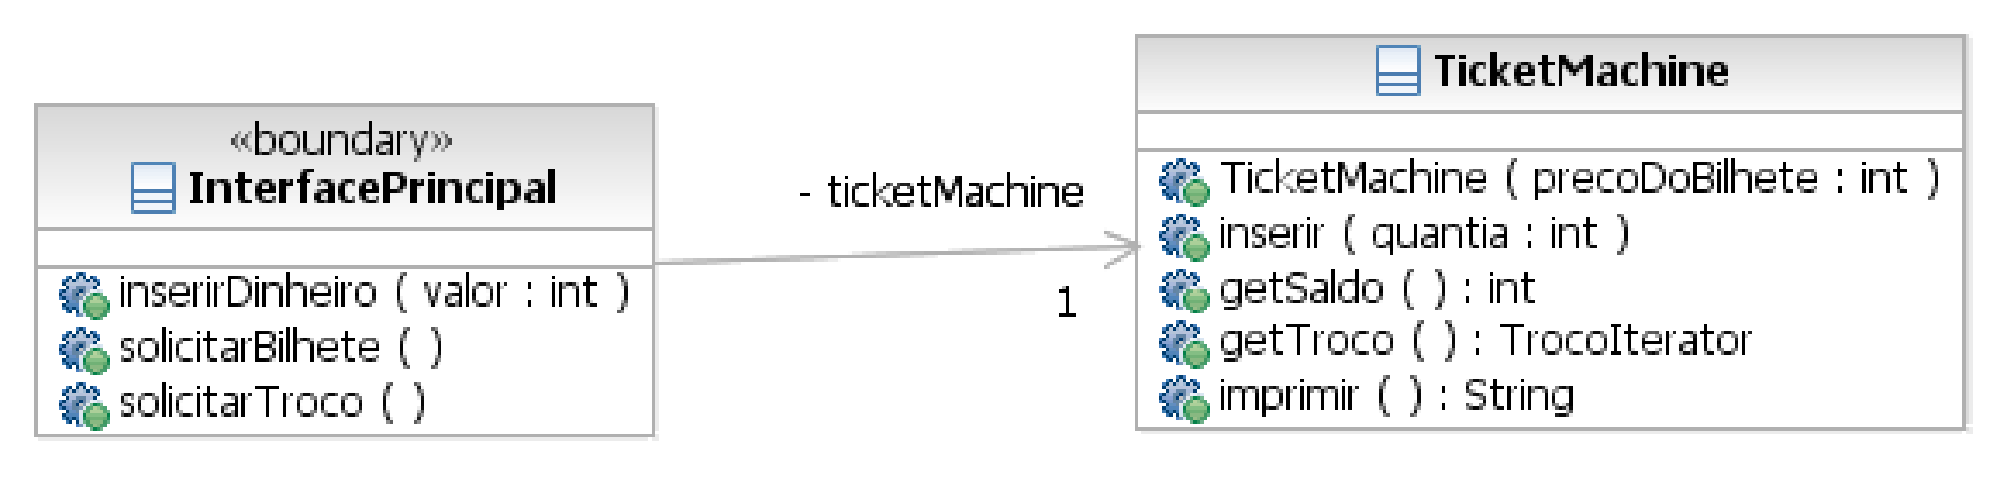 «boundary»
InterfacePrincipal
inserirDinheiro ( valor : int )
solicitarBilhete ( )
solicitarTroco ( )
- ticketMachine
1
TicketMachine
TicketMachine ( precoDoBilhete : int )
inserir ( quantia : int )
getSaldo ( ) : int
getTroco ( ) : TrocoIterator
imprimir ( ) : String